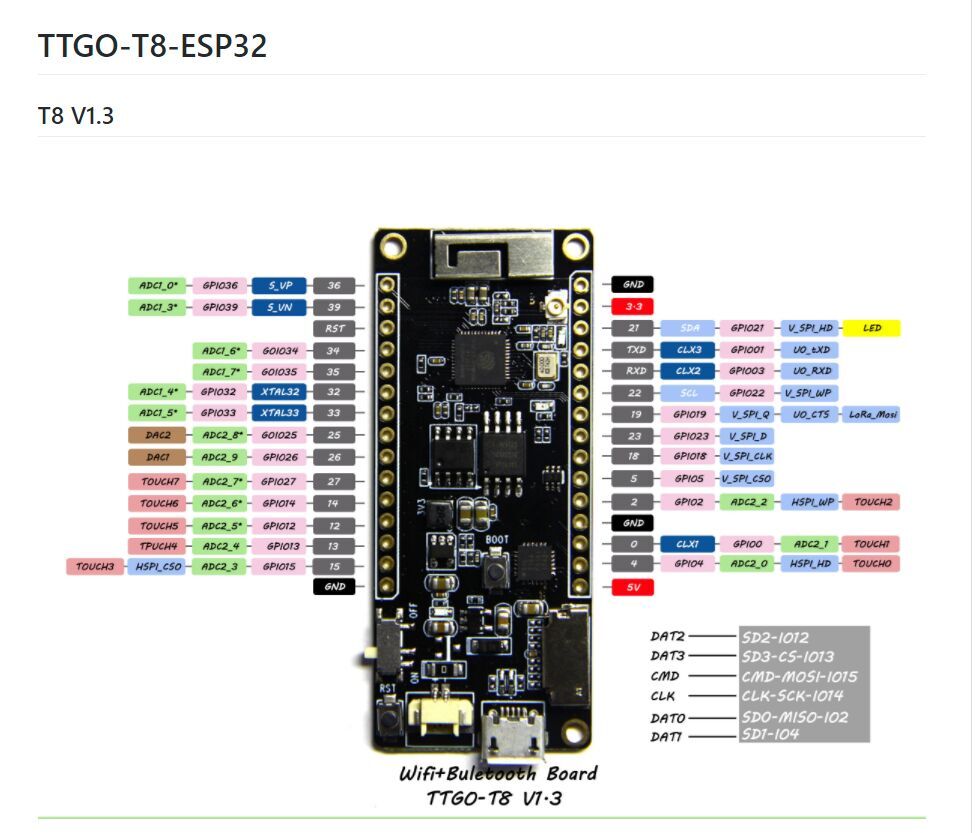 TTGO-T8-ESP32
T8 V1.3
ADC1_0* GPIO36 S_VP 36
ADC1_3* GPIO39 S_VN 39
RST
ADC1_6* GOIO34 34
ADC1_7* GOIO35 35
ADC1_4* GPIO32 XTAL32 32
ADC1_5* GPIO33 XTAL33 33
DAC2 ADC2_8* GOIO25 25
DAC1 ADC2_9 GPIO26 26
TOUCH7 ADC2_7* GPIO27 27
TOUCH6 ADC2_6* GPIO14 14
TOUCH5 ADC2_5* GPIO12 12
TPUCH4 ADC2_4 GPIO13 13
TOUCH3 HSPI_CS0 ADC2_3 GPIO15 15
GND
3V3
BOOT
OFF
ON
RST
GND
3.3
21 SDA GPIO21 V_SPI_HD LED
TXD CLX3 GPIO01 U0_tXD
RXD CLX2 GPIO03 U0_RXD
22 SCL GPIO22 V_SPI_WP
19 GPIO19 V_SPI_Q U0_CTS LoRa_Mosi
23 GPIO23 V_SPI_D
18 GPIO18 V_SPI_CLK
5 GPIO5 V_SPI_CS0
2 GPIO2 ADC2_2 HSPI_WP TOUCH2
GND
0 CLX1 GPIO0 ADC2_1 TOUCH1
4 GPIO4 ADC2_0 HSPI_HD TOUCH0
5V
DAT2 SD2-IO12
DAT3 SD3-CS-IO13
CMD CMD-MOSI-IO15
CLK CLK-SCK-IO14
DAT0 SD0-MISO-IO2
DAT1 SD1-IO4
Wifi+Buletooth Board
TTGO-T8 V1.3